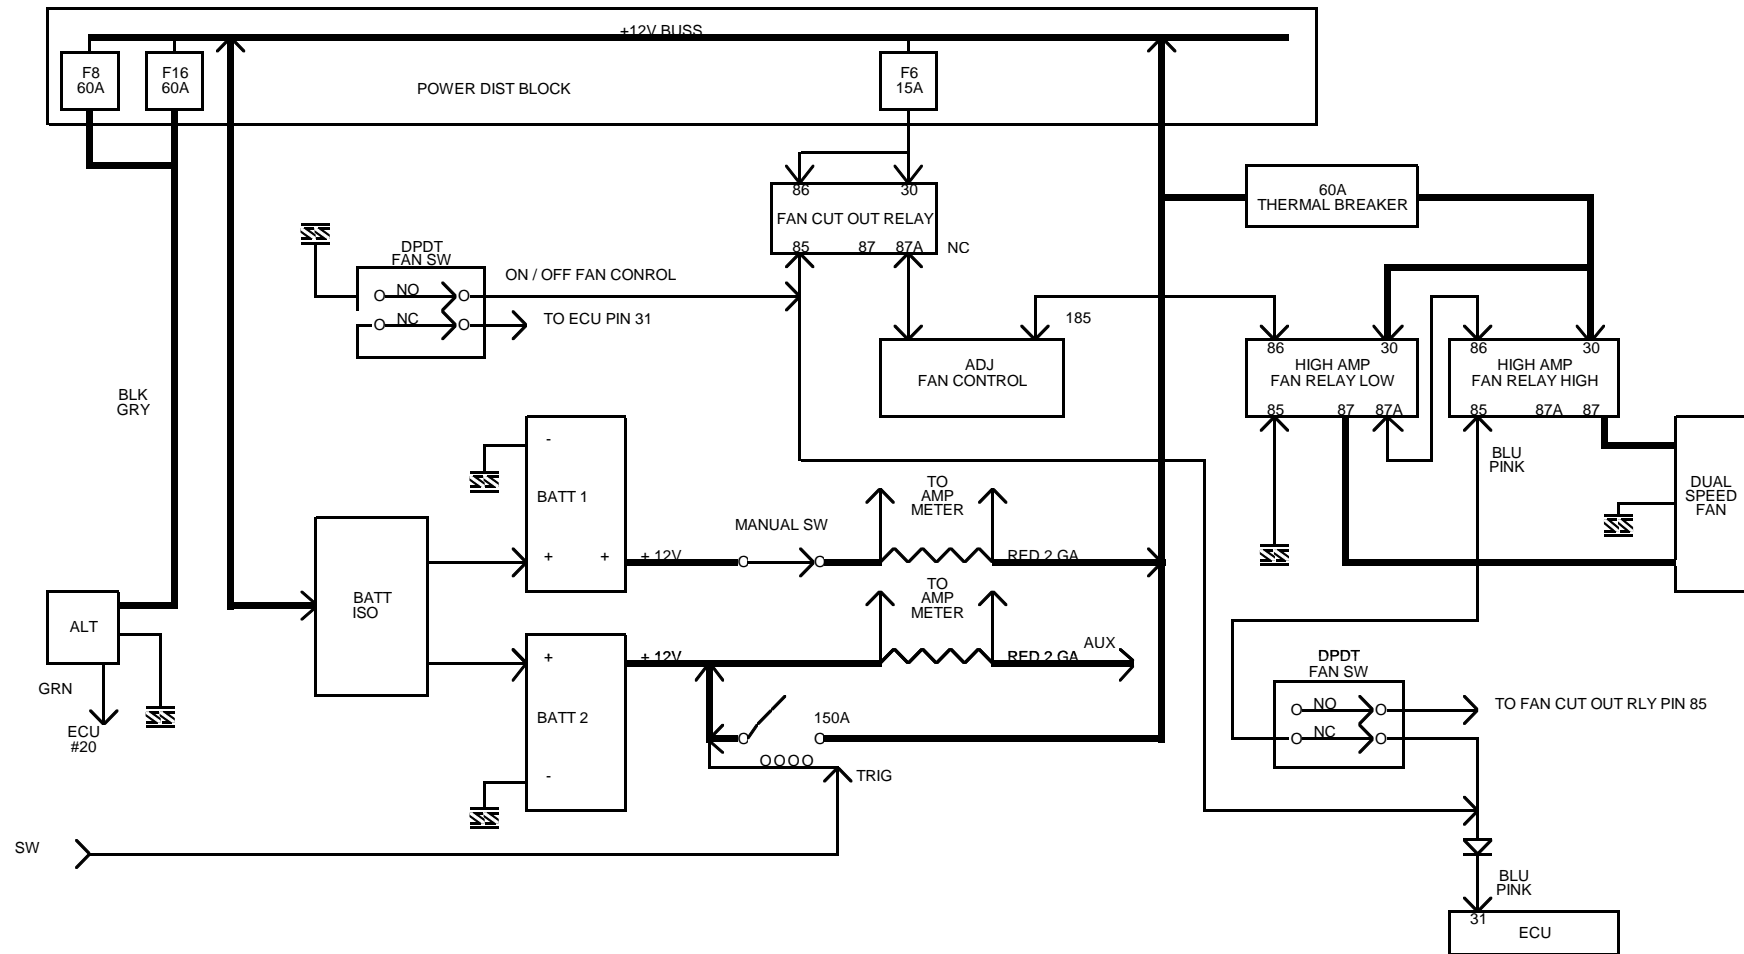 +12V BUSS
F8
60A
F16
60A
POWER DIST BLOCK
F6
15A
86
30
FAN CUT OUT RELAY
85
87
87A
NC
60A
THERMAL BREAKER
DPDT
FAN SW
NO
NC
ON / OFF FAN CONROL
TO ECU PIN 31
185
ADJ
FAN CONTROL
86
30
HIGH AMP
FAN RELAY LOW
85
87
87A
86
30
HIGH AMP
FAN RELAY HIGH
85
87A
87
BLK
GRY
BLU
PINK
DUAL
SPEED
FAN
-
BATT 1
+
+
+ 12V
MANUAL SW
TO
AMP
METER
RED 2 GA
BATT
ISO
ALT
GRN
ECU
#20
+
BATT 2
-
+ 12V
TO
AMP
METER
RED 2 GA
AUX
150A
TRIG
SW
DPDT
FAN SW
NO
NC
TO FAN CUT OUT RLY PIN 85
BLU
PINK
31
ECU